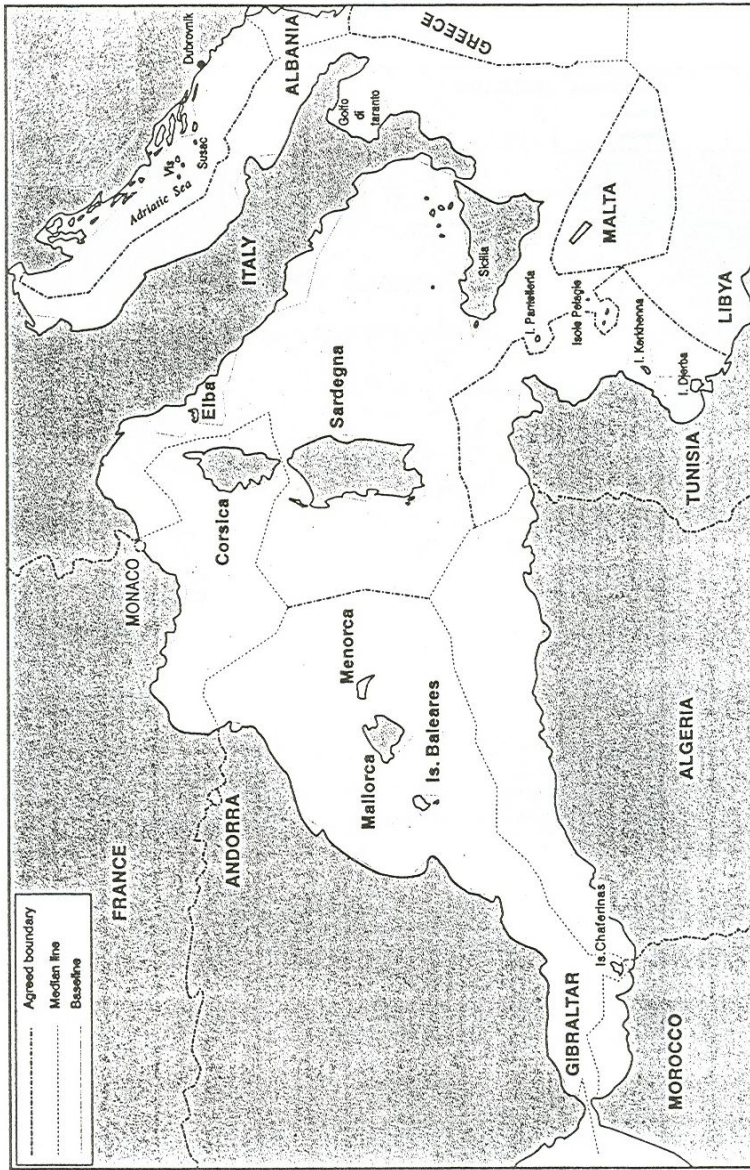 Agreed boundary
Median line
Baseline
FRANCE
MONACO
ANDORRA
ITALY
Adriatic Sea
Vis
Susac
Dubrovnik
ALBANIA
GREECE
Golfo
di
taranto
Elba
Corsica
Sardegna
Menorca
Mallorca
Is. Baleares
Sicilia
I. Pantelleria
Isole Pelagie
MALTA
I. Kerkhenna
I. Djerba
LIBYA
TUNISIA
ALGERIA
Is. Chaferinas
GIBRALTAR
MOROCCO